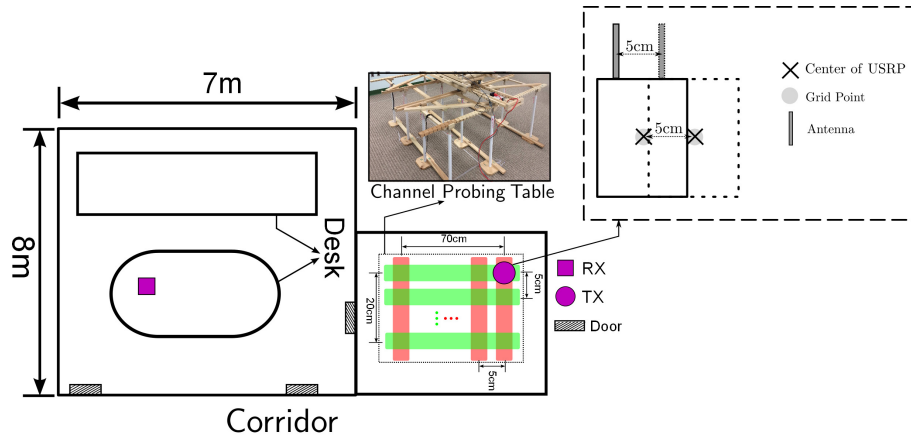 7m
8m
Desk
Channel Probing Table
70cm
20cm
5cm
5cm
Corridor
5cm
5cm
Center of USRP
Grid Point
Antenna
RX
TX
Door